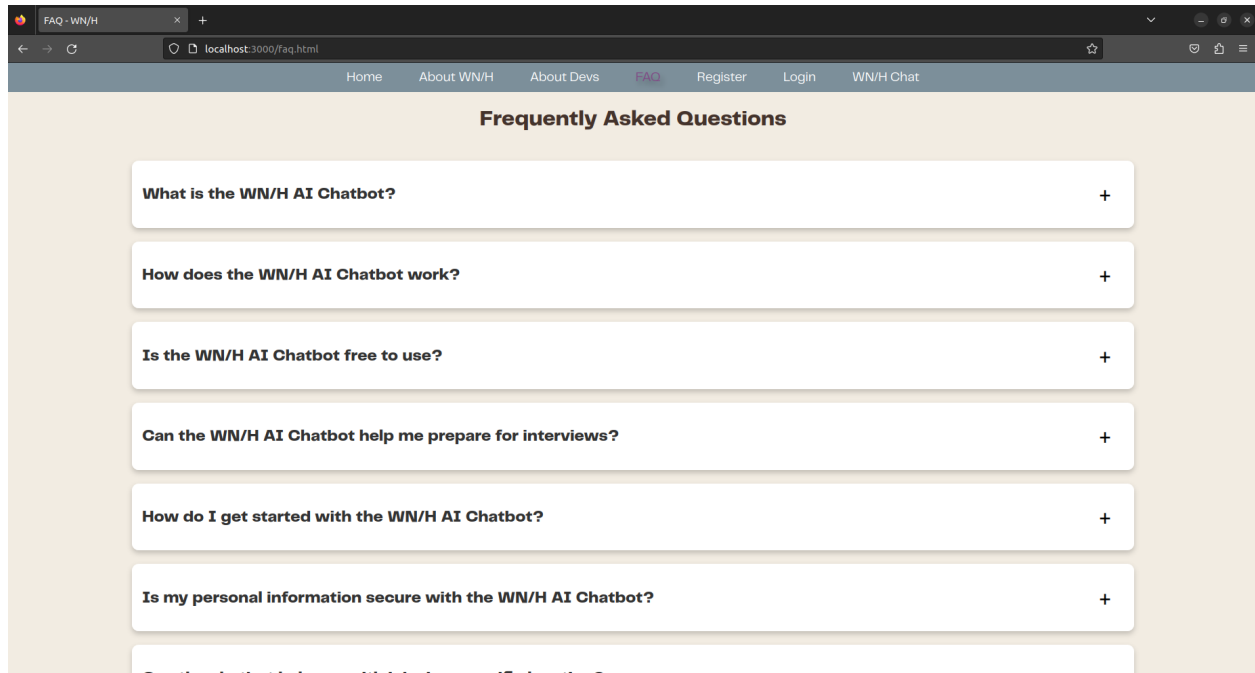 FAQ - WN/H
localhost:3000/faq.html
Home About WN/H About Devs FAQ Register Login WN/H Chat
Frequently Asked Questions
What is the WN/H AI Chatbot?
+
How does the WN/H AI Chatbot work?
+
Is the WN/H AI Chatbot free to use?
+
Can the WN/H AI Chatbot help me prepare for interviews?
+
How do I get started with the WN/H AI Chatbot?
+
Is my personal information secure with the WN/H AI Chatbot?
+